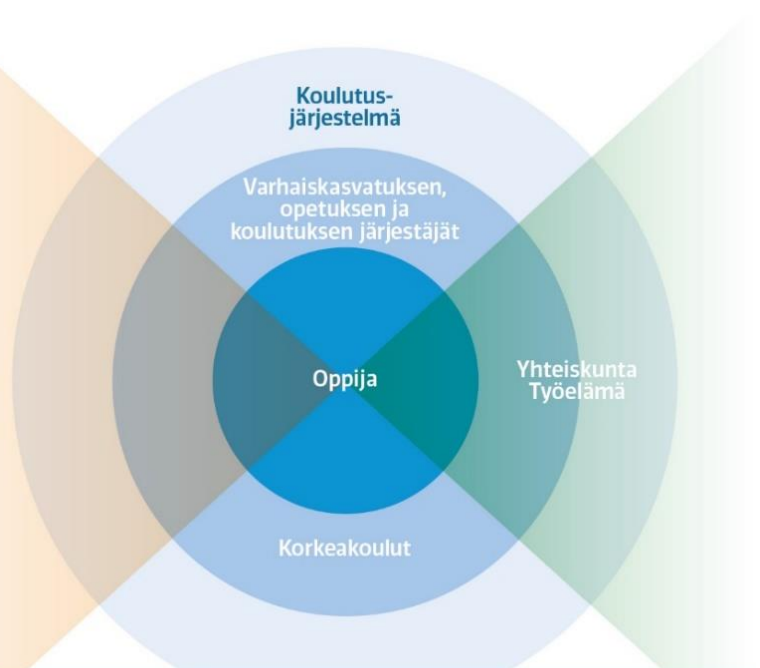 Koulutus-
järjestelmä
Varhaiskasvatuksen,
opetuksen ja
koulutuksen järjestäjät
Oppija
Yhteiskunta
Työelämä
Korkeakoulut